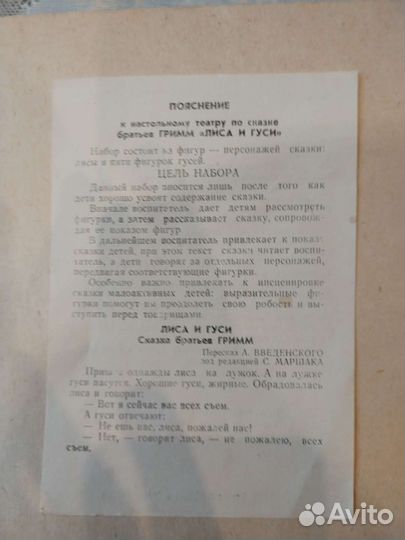 ПОЯСНЕНИЕ
к настольному театру по сказке
братьев ГРИММ «ЛИСА И ГУСИ»
Набор состоит из фигур — персонажей сказки:
лисы и пяти фигурок гусей.
ЦЕЛЬ НАБОРА
Данный набор вносится лишь после того как
дети хорошо усвоят содержание сказки.
Вначале воспитатель дает детям рассмотреть
фигурки, а затем рассказывает сказку, сопровож-
дая ее показом фигур
В дальнейшем воспитатель привлекает к показу
сказки детей, при этом текст сказки читает воспи-
татель, а дети говорят за отдельных персонажей,
передвигая соответствующие фигурки.
Особенно важно привлекать к инсценировке
сказки малоактивных детей: выразительные фи-
гурки помогут им преодолеть свою робость и вы-
ступить перед товарищами.
ЛИСА И ГУСИ
Сказка братьев ГРИММ
Пересказ А. ВВЕДЕНСКОГО
под редакцией С. МАРШАКА
Пришла однажды лиса на лужок. А на лужке
гуси пасутся. Хорошие гуси, жирные. Обрадовалась
лиса и говорит:
— Вот я сейчас вас всех съем.
А гуси отвечают:
— Не ешь нас, лиса, пожалей нас!
— Нет, — говорит лиса, — не пожалею, всех
съем.
Avito